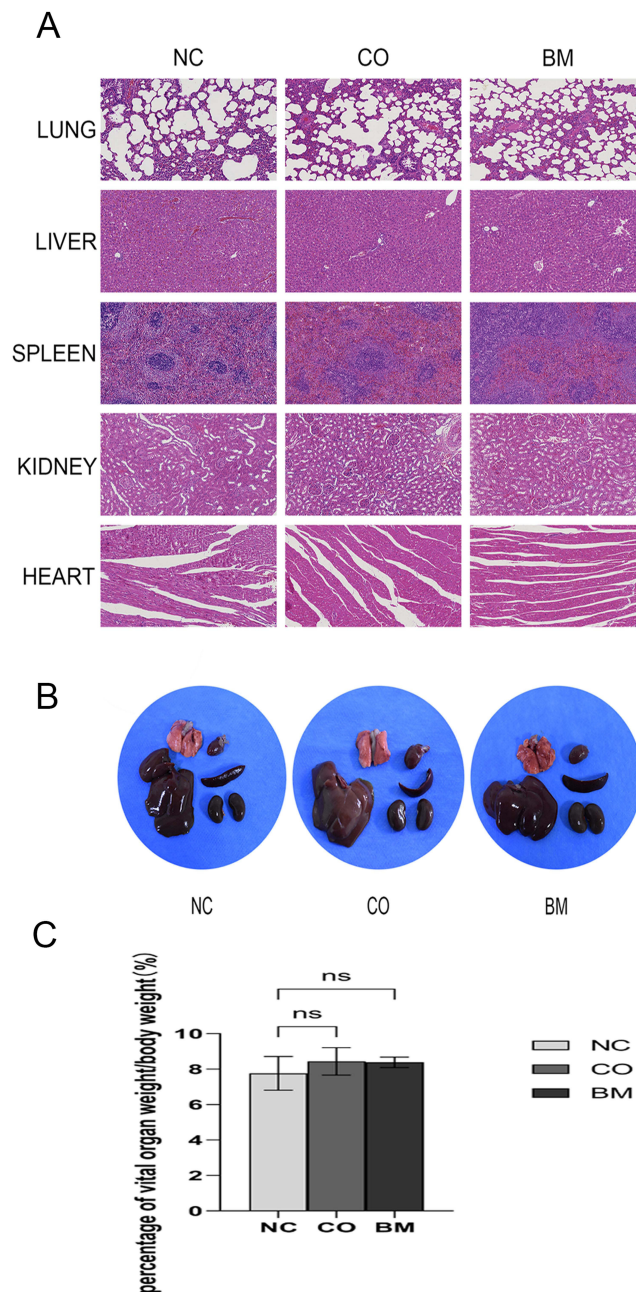 A
NC CO BM
LUNG
LIVER
SPLEEN
KIDNEY
HEART
B
NC CO BM
C
percentage of vital organ weight/body weight(%)
ns
ns
10
8
6
4
2
0
NC CO BM
NC
CO
BM